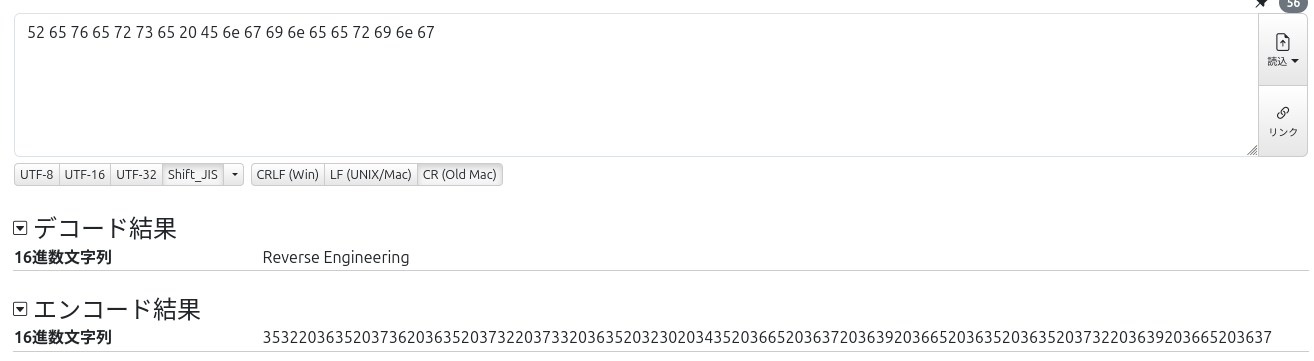 56
52 65 76 65 72 73 65 20 45 6e 67 69 6e 65 65 72 69 6e 67
読込
リンク
UTF-8 UTF-16 UTF-32 Shift_JIS CRLF (Win) LF (UNIX/Mac) CR (Old Mac)
デコード結果
16進数文字列 Reverse Engineering
エンコード結果
16進数文字列 3532203635203736203635203732203733203635203230203435203665203637203639203665203635203635203732203639203665203637